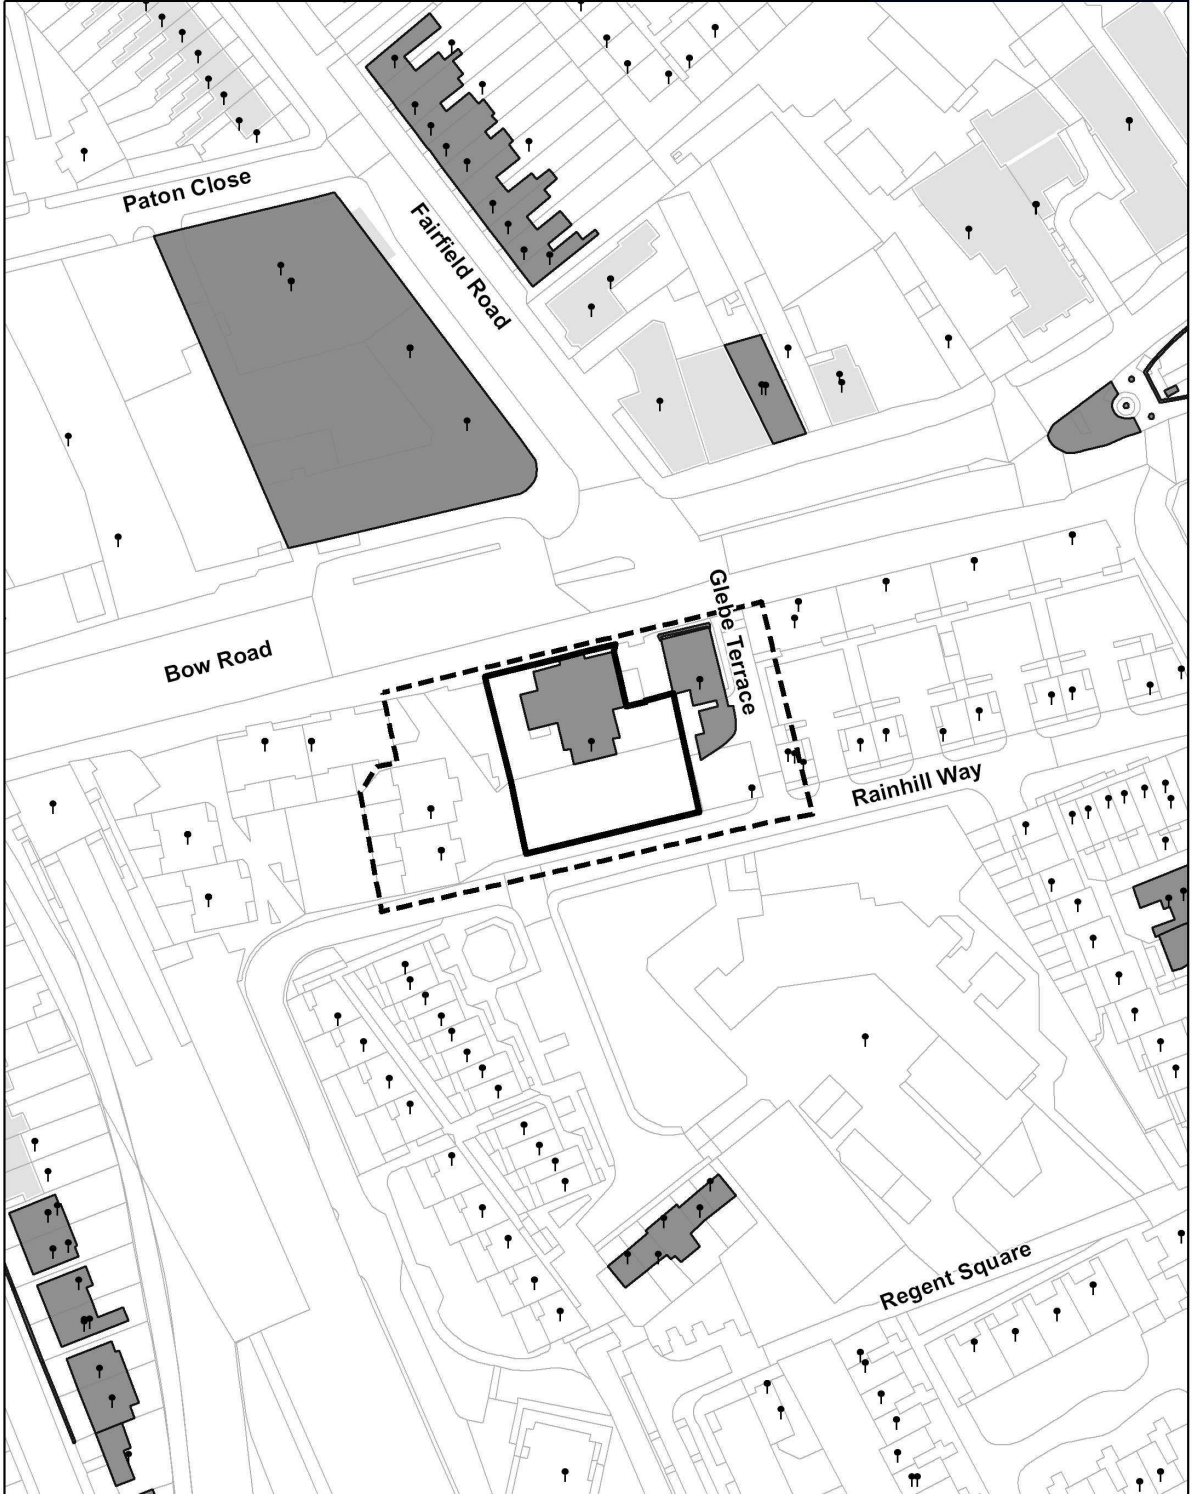 Paton Close
Fairfield Road
Glebe Terrace
Bow Road
Rainhill Way
Regent Square